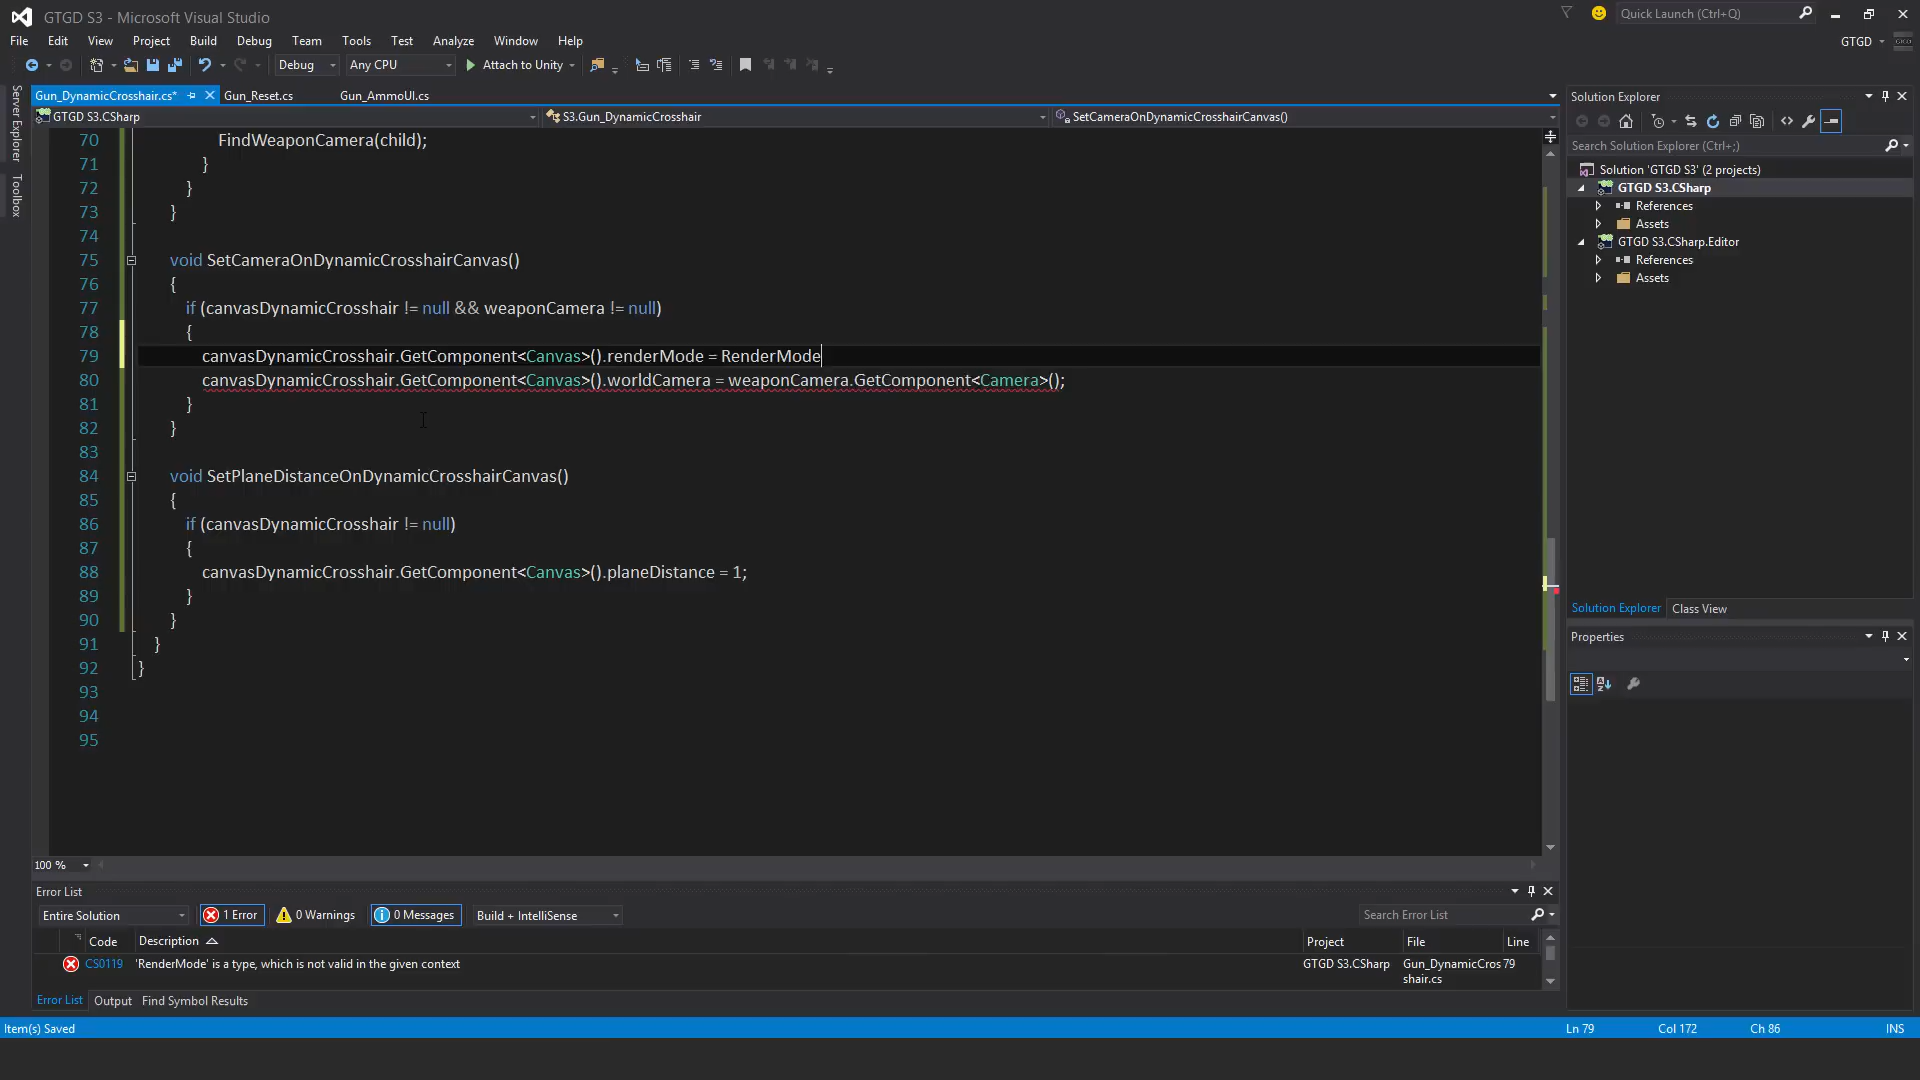 GTGD S3 - Microsoft Visual Studio
Quick Launch (Ctrl+Q)
File Edit View Project Build Debug Team Tools Test Analyze Window Help
GTGD
Debug Any CPU Attach to Unity
Server Explorer
Toolbox
Gun_DynamicCrosshair.cs* Gun_Reset.cs Gun_AmmoUI.cs
GTGD S3.CSharp S3.Gun_DynamicCrosshair SetCameraOnDynamicCrosshairCanvas()
70 FindWeaponCamera(child);
71 }
72 }
73 }
74
75 void SetCameraOnDynamicCrosshairCanvas()
76 {
77 if (canvasDynamicCrosshair != null && weaponCamera != null)
78 {
79 canvasDynamicCrosshair.GetComponent<Canvas>().renderMode = RenderMode
80 canvasDynamicCrosshair.GetComponent<Canvas>().worldCamera = weaponCamera.GetComponent<Camera>();
81 }
82 }
83
84 void SetPlaneDistanceOnDynamicCrosshairCanvas()
85 {
86 if (canvasDynamicCrosshair != null)
87 {
88 canvasDynamicCrosshair.GetComponent<Canvas>().planeDistance = 1;
89 }
90 }
91 }
92 }
93
94
95
100 %
Solution Explorer
Search Solution Explorer (Ctrl+;)
Solution 'GTGD S3' (2 projects)
GTGD S3.CSharp
References
Assets
GTGD S3.CSharp.Editor
References
Assets
Solution Explorer Class View
Properties
Error List
Entire Solution 1 Error 0 Warnings 0 Messages Build + IntelliSense Search Error List
Code Description Project File Line
CS0119 'RenderMode' is a type, which is not valid in the given context GTGD S3.CSharp Gun_DynamicCros 79
shair.cs
Error List Output Find Symbol Results
Item(s) Saved Ln 79 Col 172 Ch 86 INS